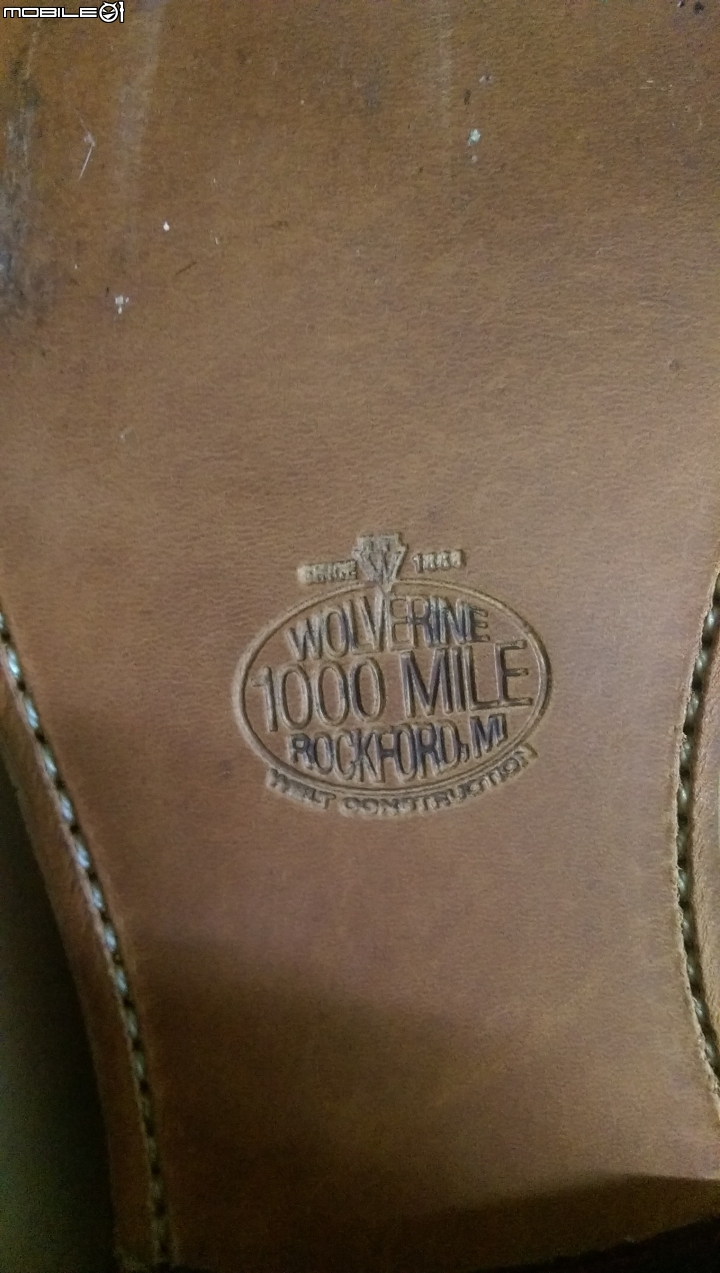 MOBILE01
SINCE W 1883
WOLVERINE
1000 MILE
ROCKFORD, MI
WELT CONSTRUCTION